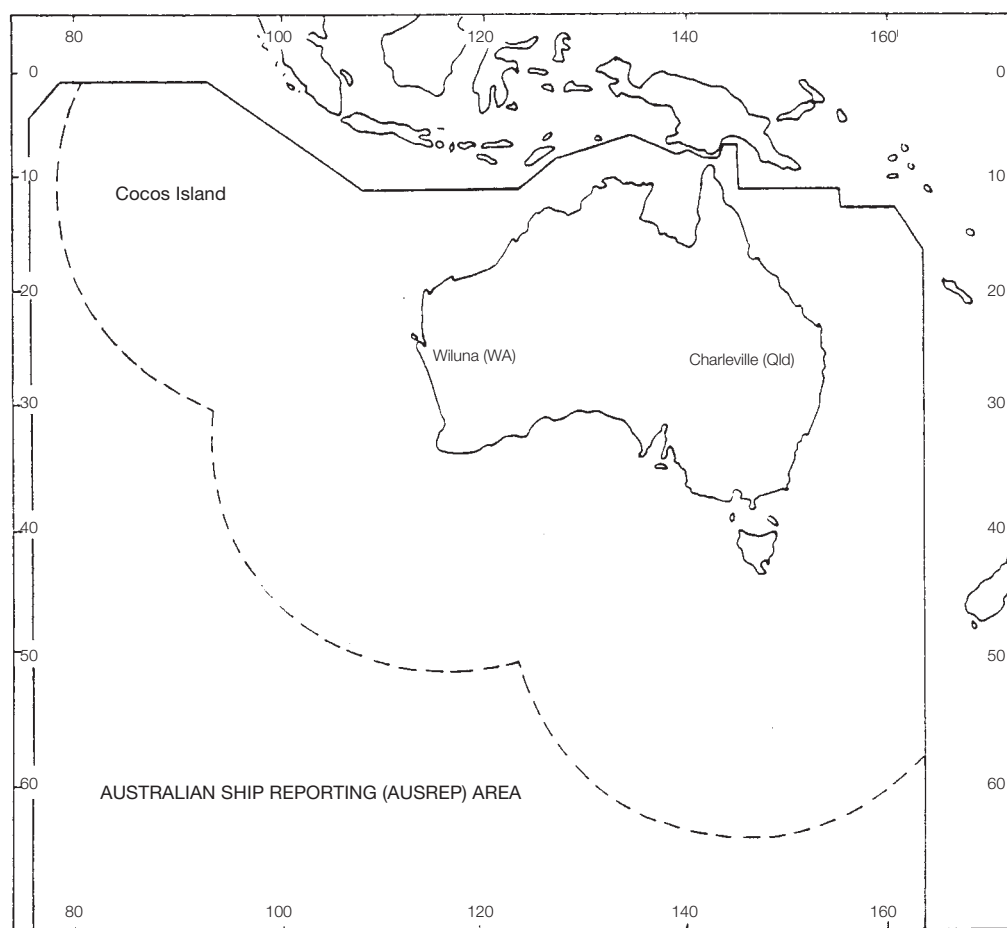 80 100 120 140 160
0 0
10 10
Cocos Island
20 20
Wiluna (WA) Charleville (Qld)
30 30
40 40
50 50
60 60
AUSTRALIAN SHIP REPORTING (AUSREP) AREA
80 100 120 140 160